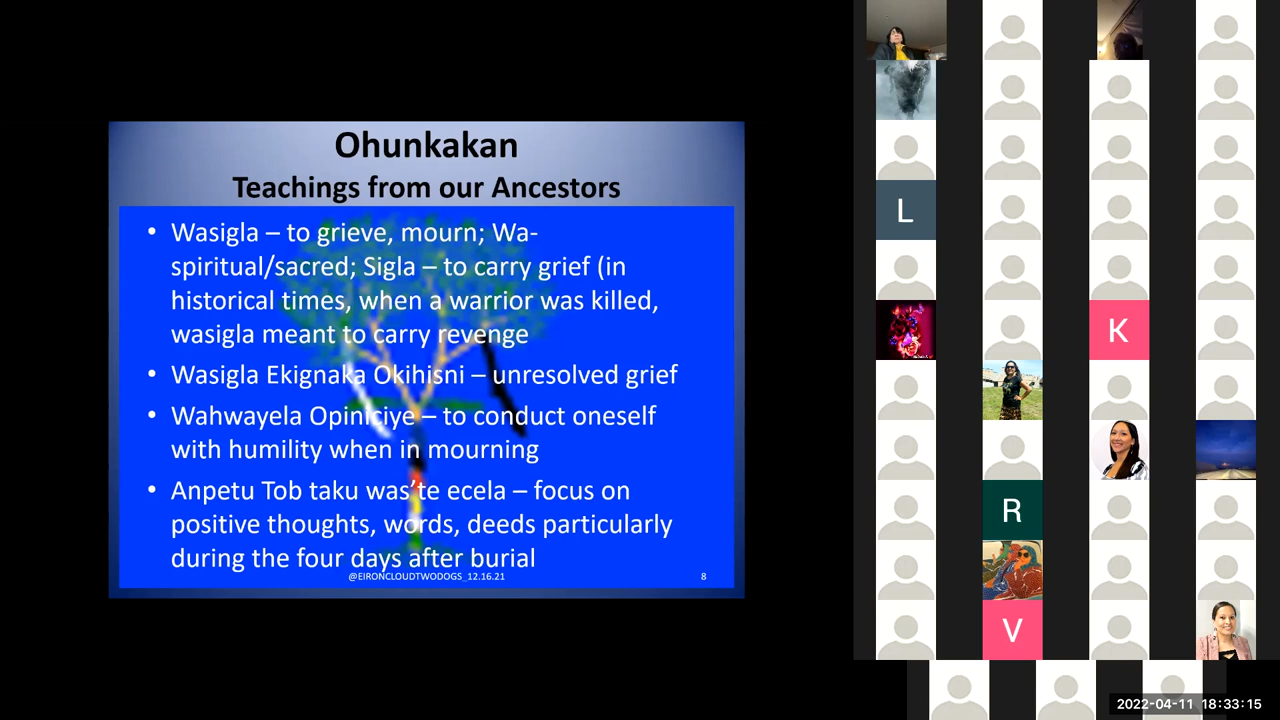 Ohunkakan
Teachings from our Ancestors
• Wasigla – to grieve, mourn; Wa-
spiritual/sacred; Sigla – to carry grief (in
historical times, when a warrior was killed,
wasigla meant to carry revenge
• Wasigla Ekignaka Okihisni – unresolved grief
• Wahwayela Opiniciye – to conduct oneself
with humility when in mourning
• Anpetu Tob taku was’te ecela – focus on
positive thoughts, words, deeds particularly
during the four days after burial
@EIRONCLOUDTWODOGS_12.16.21
8
L
K
R
V
2022-04-11 18:33:15